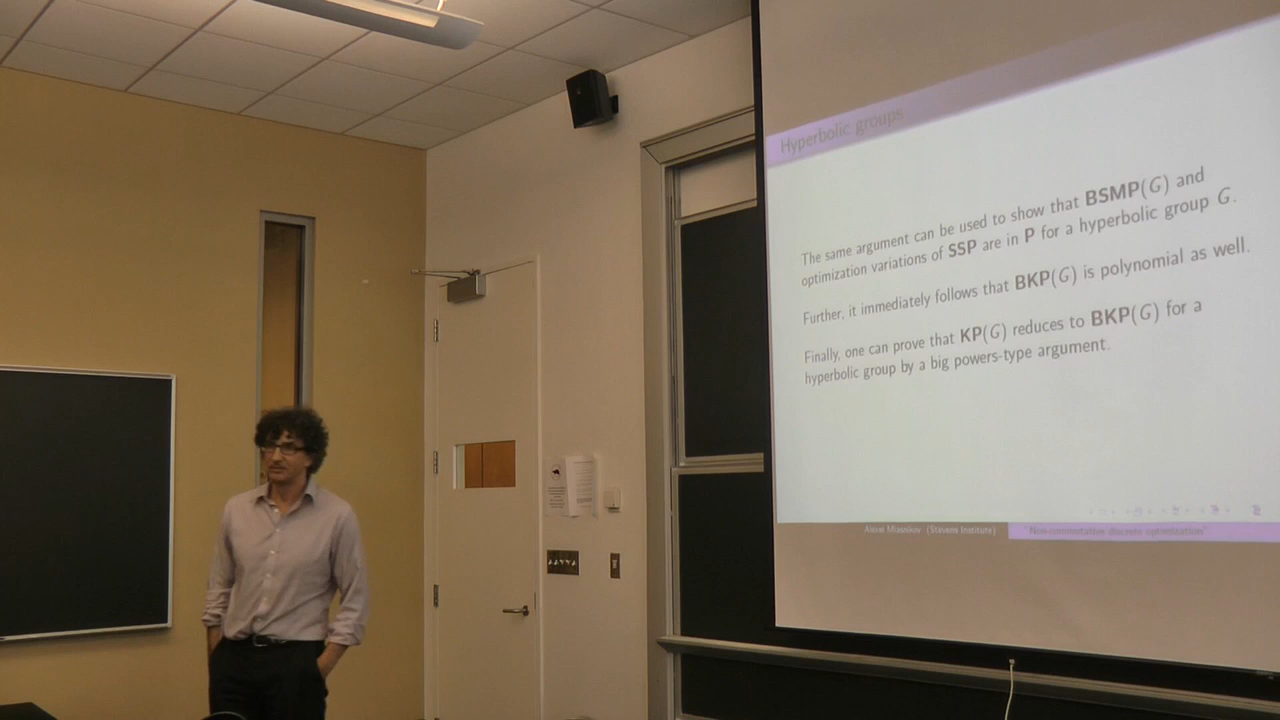 Hyperbolic groups
The same argument can be used to show that BSMP(G) and
optimization variations of SSP are in P for a hyperbolic group G.
Further, it immediately follows that BKP(G) is polynomial as well.
Finally, one can prove that KP(G) reduces to BKP(G) for a
hyperbolic group by a big powers-type argument.
Alexei Miasnikov (Stevens Institute)
"Non-commutative discrete optimization"